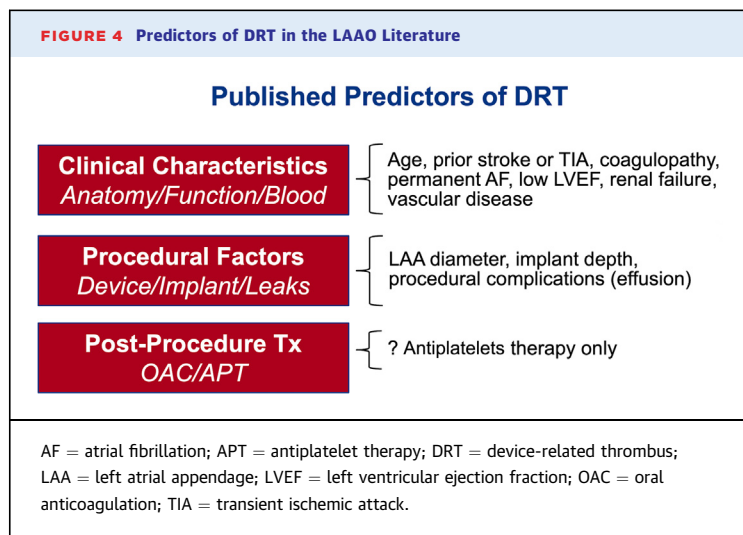 FIGURE 4 Predictors of DRT in the LAAO Literature
Published Predictors of DRT
Clinical Characteristics
Anatomy/Function/Blood
Age, prior stroke or TIA, coagulopathy,
permanent AF, low LVEF, renal failure,
vascular disease
Procedural Factors
Device/Implant/Leaks
LAA diameter, implant depth,
procedural complications (effusion)
Post-Procedure Tx
OAC/APT
? Antiplatelets therapy only
AF = atrial fibrillation; APT = antiplatelet therapy; DRT = device-related thrombus;
LAA = left atrial appendage; LVEF = left ventricular ejection fraction; OAC = oral
anticoagulation; TIA = transient ischemic attack.